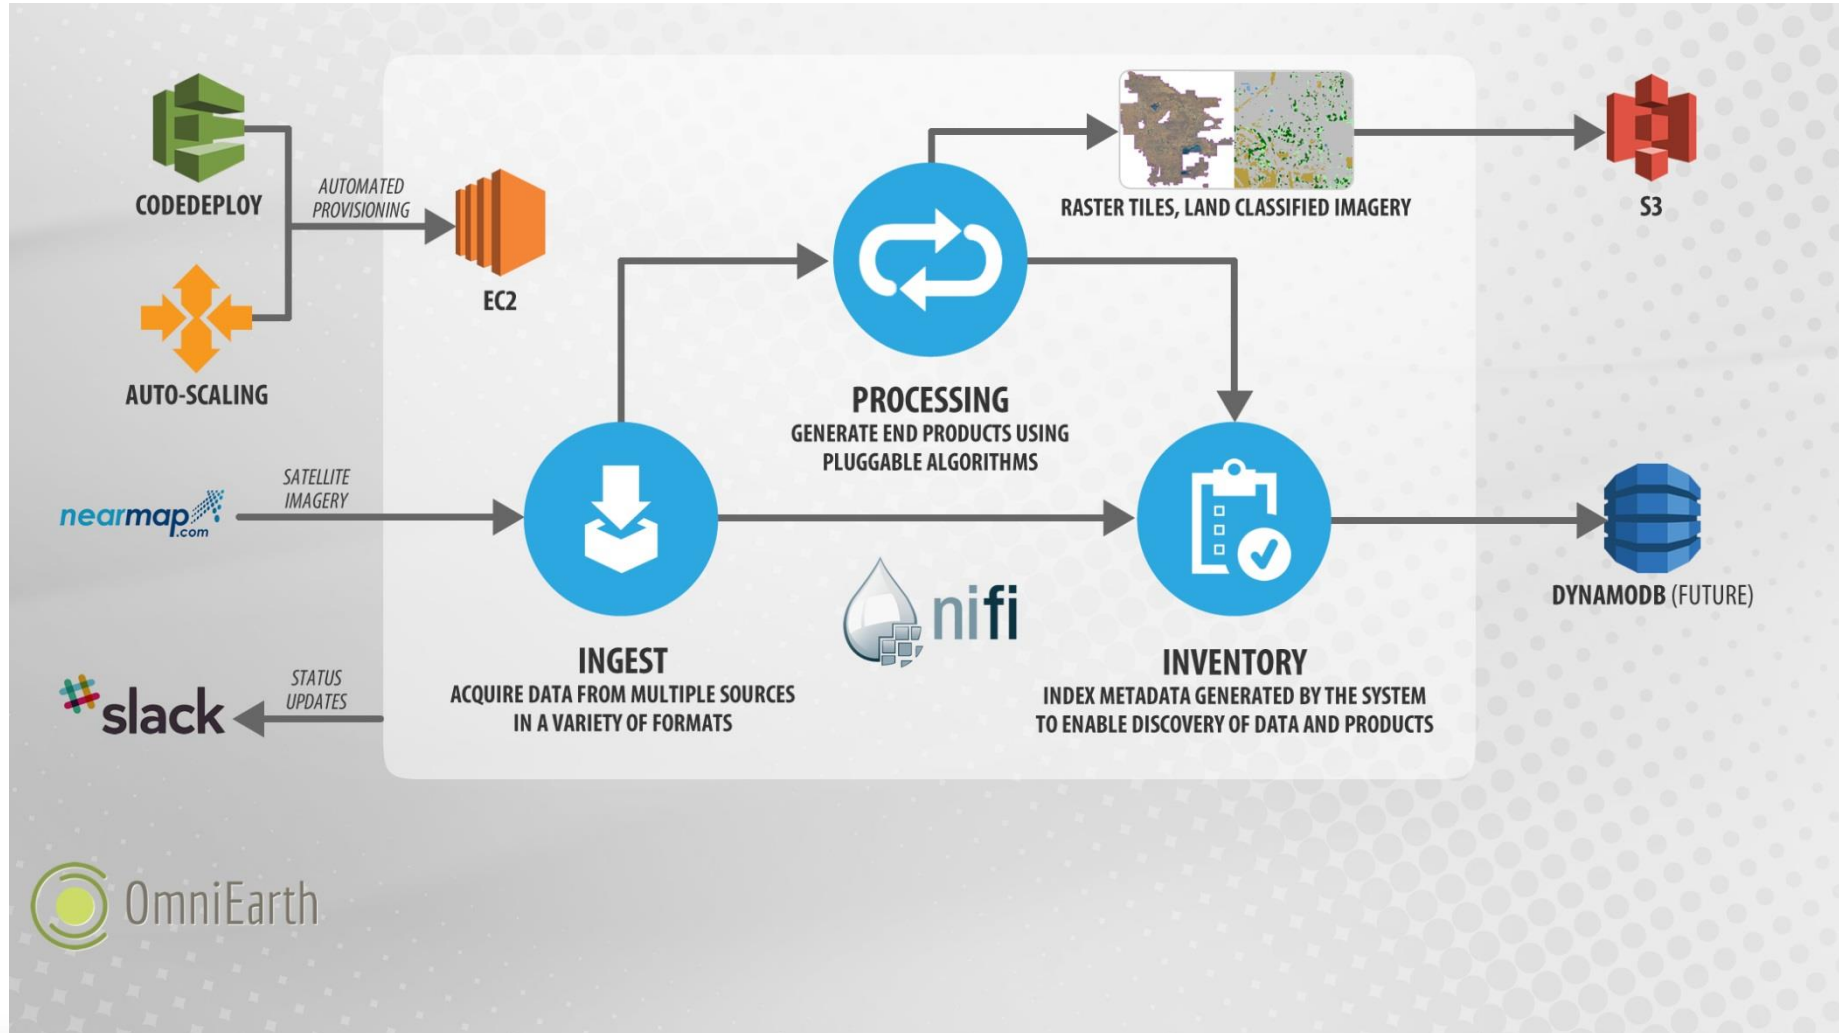 CODEDEPLOY
AUTOMATED
PROVISIONING
EC2
AUTO-SCALING
RASTER TILES, LAND CLASSIFIED IMAGERY
S3
PROCESSING
GENERATE END PRODUCTS USING
PLUGGABLE ALGORITHMS
nearmap
.com
SATELLITE
IMAGERY
nifi
INGEST
ACQUIRE DATA FROM MULTIPLE SOURCES
IN A VARIETY OF FORMATS
INVENTORY
INDEX METADATA GENERATED BY THE SYSTEM
TO ENABLE DISCOVERY OF DATA AND PRODUCTS
DYNAMODB (FUTURE)
slack
STATUS
UPDATES
OmniEarth